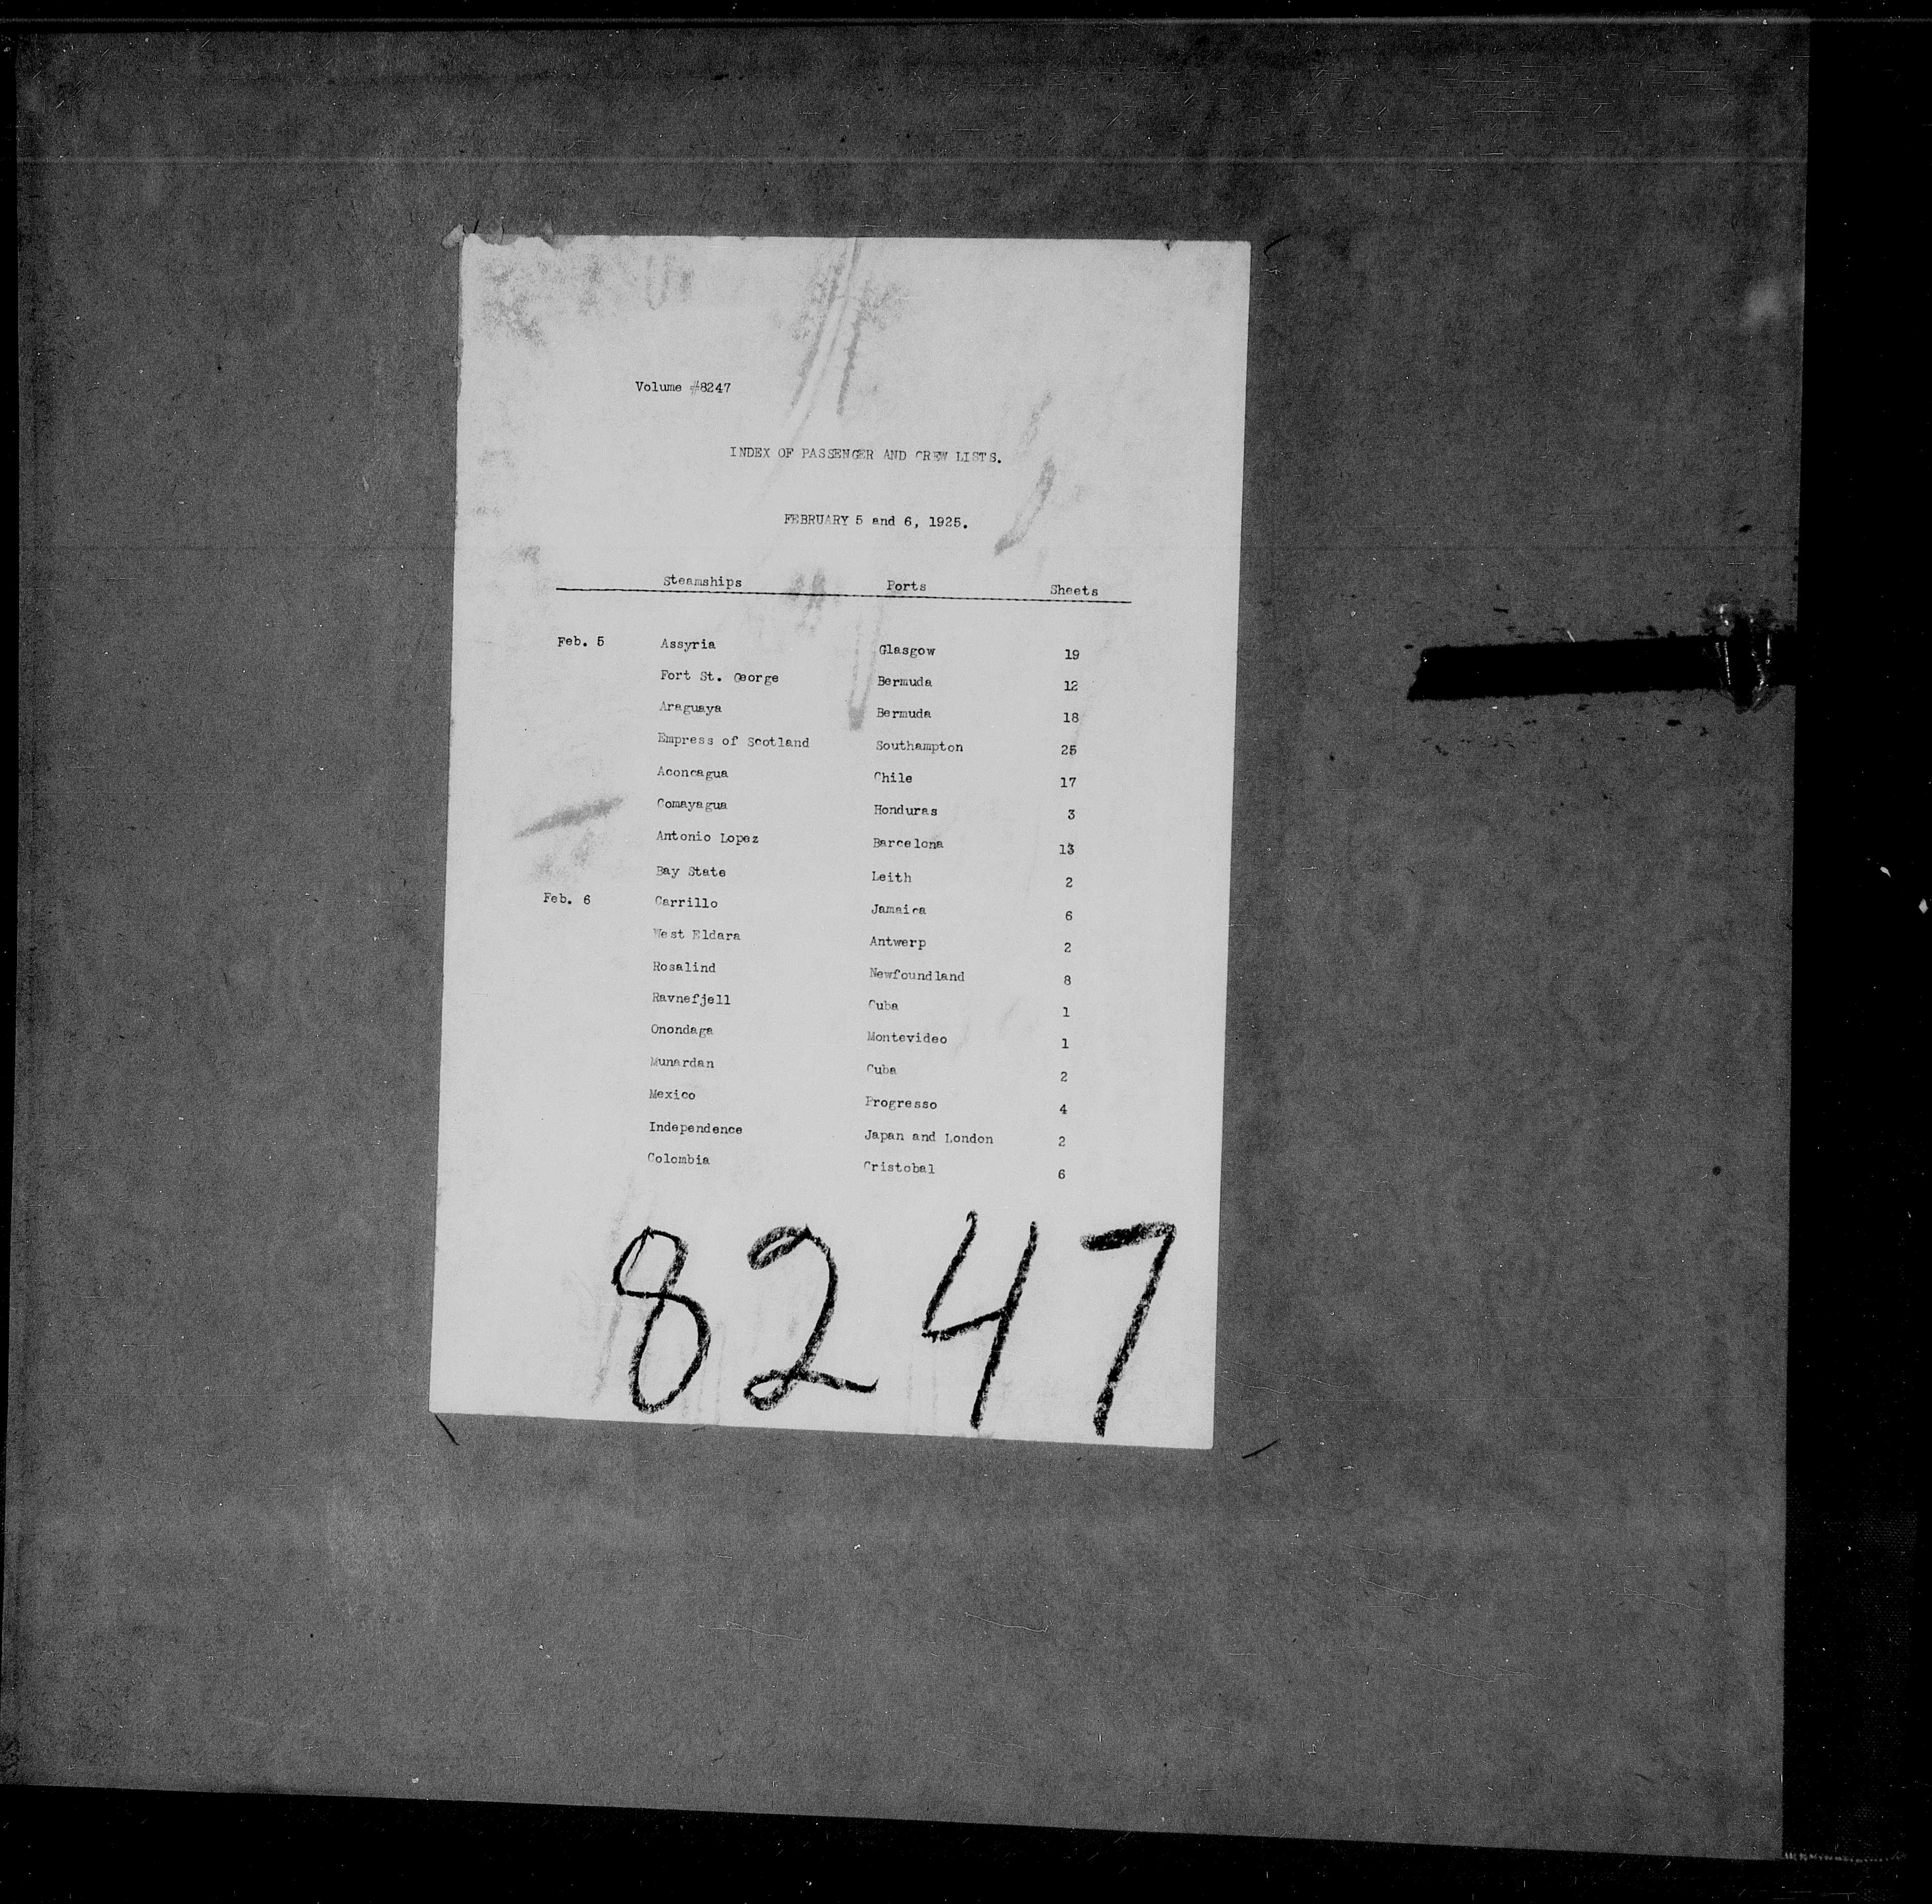 Volume #8247
INDEX OF PASSENGER AND CREW LISTS.
FEBRUARY 5 and 6, 1925.
Steamships Ports Sheets
Feb. 5 Assyria Glasgow 19
Fort St. George Bermuda 12
Araguaya Bermuda 18
Empress of Scotland Southampton 25
Aconcagua Chile 17
Comayagua Honduras 3
Antonio Lopez Barcelona 13
Bay State Leith 2
Feb. 6 Carrillo Jamaica 6
West Eldara Antwerp 2
Rosalind Newfoundland 8
Ravnefjell Cuba 1
Onondaga Montevideo 1
Munardan Cuba 2
Mexico Progresso 4
Independence Japan and London 2
Colombia Cristobal 6
8247